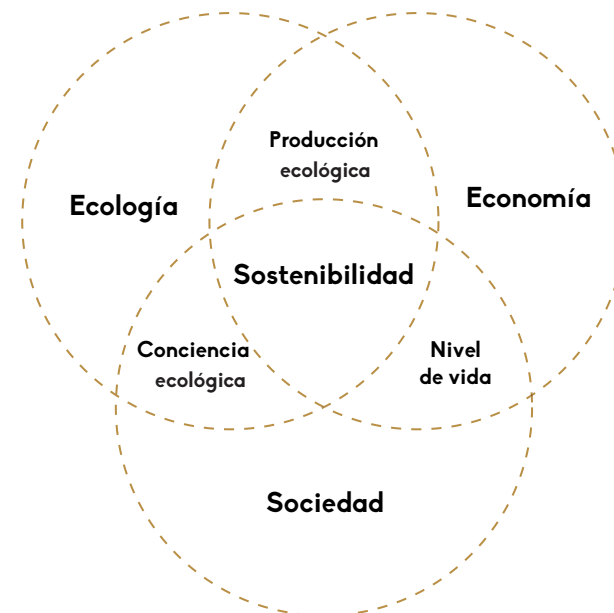 Producción
ecológica
Ecología
Economía
Sostenibilidad
Conciencia
ecológica
Nivel
de vida
Sociedad